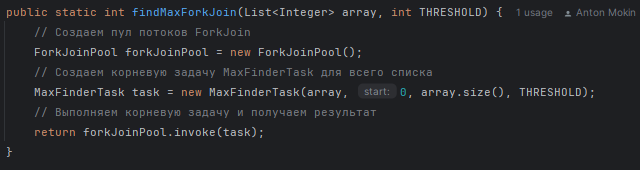 public static int findMaxForkJoin(List<Integer> array, int THRESHOLD) { 1 usage Anton Mokin
// Создаем пул потоков ForkJoin
ForkJoinPool forkJoinPool = new ForkJoinPool();
// Создаем корневую задачу MaxFinderTask для всего списка
MaxFinderTask task = new MaxFinderTask(array, start: 0, array.size(), THRESHOLD);
// Выполняем корневую задачу и получаем результат
return forkJoinPool.invoke(task);
}